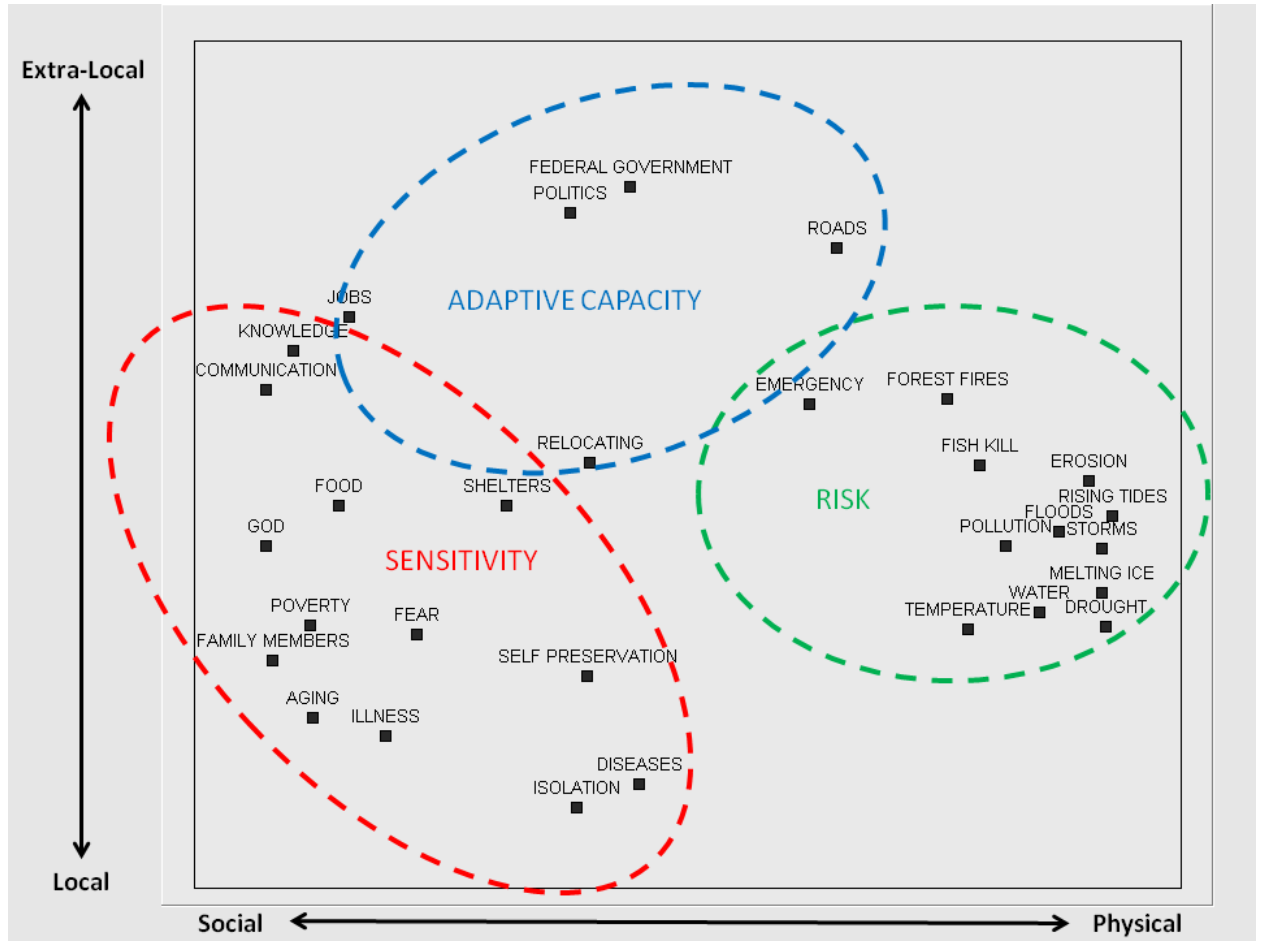 Extra-Local
FEDERAL GOVERNMENT
POLITICS
ROADS
JOBS
ADAPTIVE CAPACITY
KNOWLEDGE
COMMUNICATION
EMERGENCY
FOREST FIRES
RELOCATING
FISH KILL
EROSION
FOOD
SHELTERS
RISK
RISING TIDES
FLOODS
GOD
POLLUTION
STORMS
SENSITIVITY
MELTING ICE
WATER
POVERTY
FEAR
TEMPERATURE
DROUGHT
FAMILY MEMBERS
SELF PRESERVATION
AGING
ILLNESS
DISEASES
ISOLATION
Local
Social
Physical